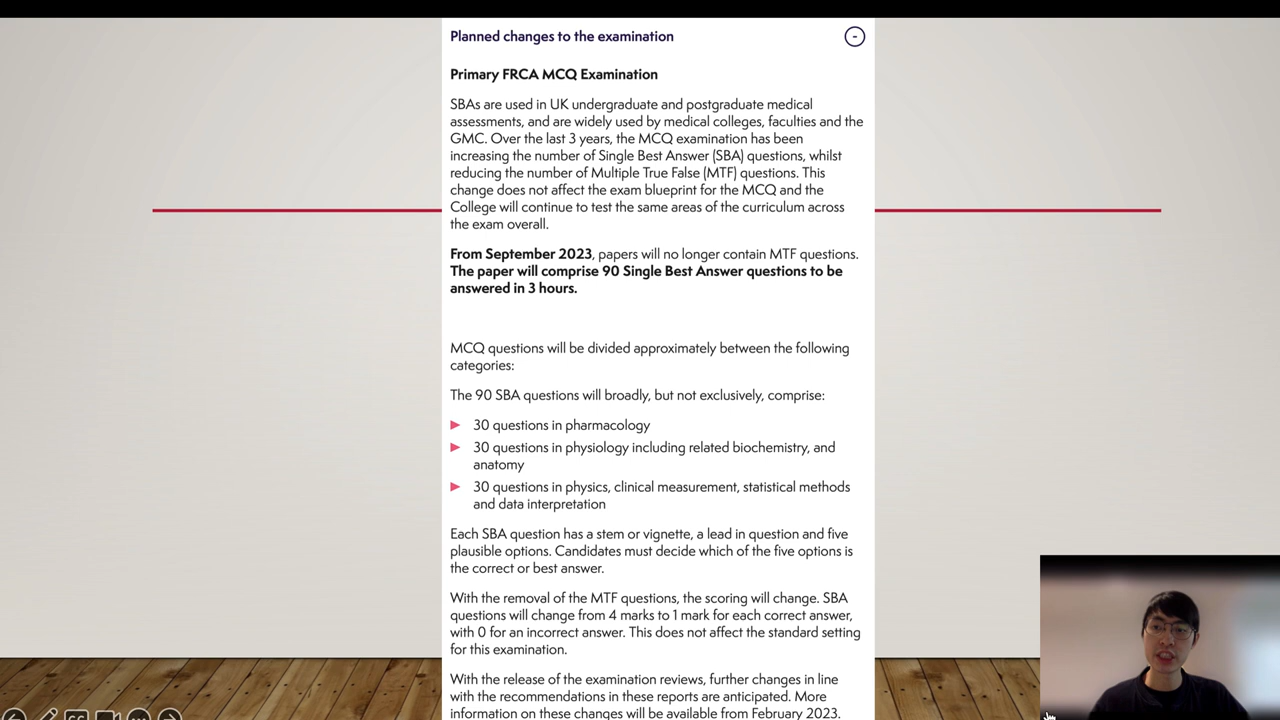 Planned changes to the examination
-
Primary FRCA MCQ Examination
SBAs are used in UK undergraduate and postgraduate medical
assessments, and are widely used by medical colleges, faculties and the
GMC. Over the last 3 years, the MCQ examination has been
increasing the number of Single Best Answer (SBA) questions, whilst
reducing the number of Multiple True False (MTF) questions. This
change does not affect the exam blueprint for the MCQ and the
College will continue to test the same areas of the curriculum across
the exam overall.
From September 2023, papers will no longer contain MTF questions.
The paper will comprise 90 Single Best Answer questions to be
answered in 3 hours.
MCQ questions will be divided approximately between the following
categories:
The 90 SBA questions will broadly, but not exclusively, comprise:
30 questions in pharmacology
30 questions in physiology including related biochemistry, and
anatomy
30 questions in physics, clinical measurement, statistical methods
and data interpretation
Each SBA question has a stem or vignette, a lead in question and five
plausible options. Candidates must decide which of the five options is
the correct or best answer.
With the removal of the MTF questions, the scoring will change. SBA
questions will change from 4 marks to 1 mark for each correct answer,
with 0 for an incorrect answer. This does not affect the standard setting
for this examination.
With the release of the examination reviews, further changes in line
with the recommendations in these reports are anticipated. More
information on these changes will be available from February 2023.